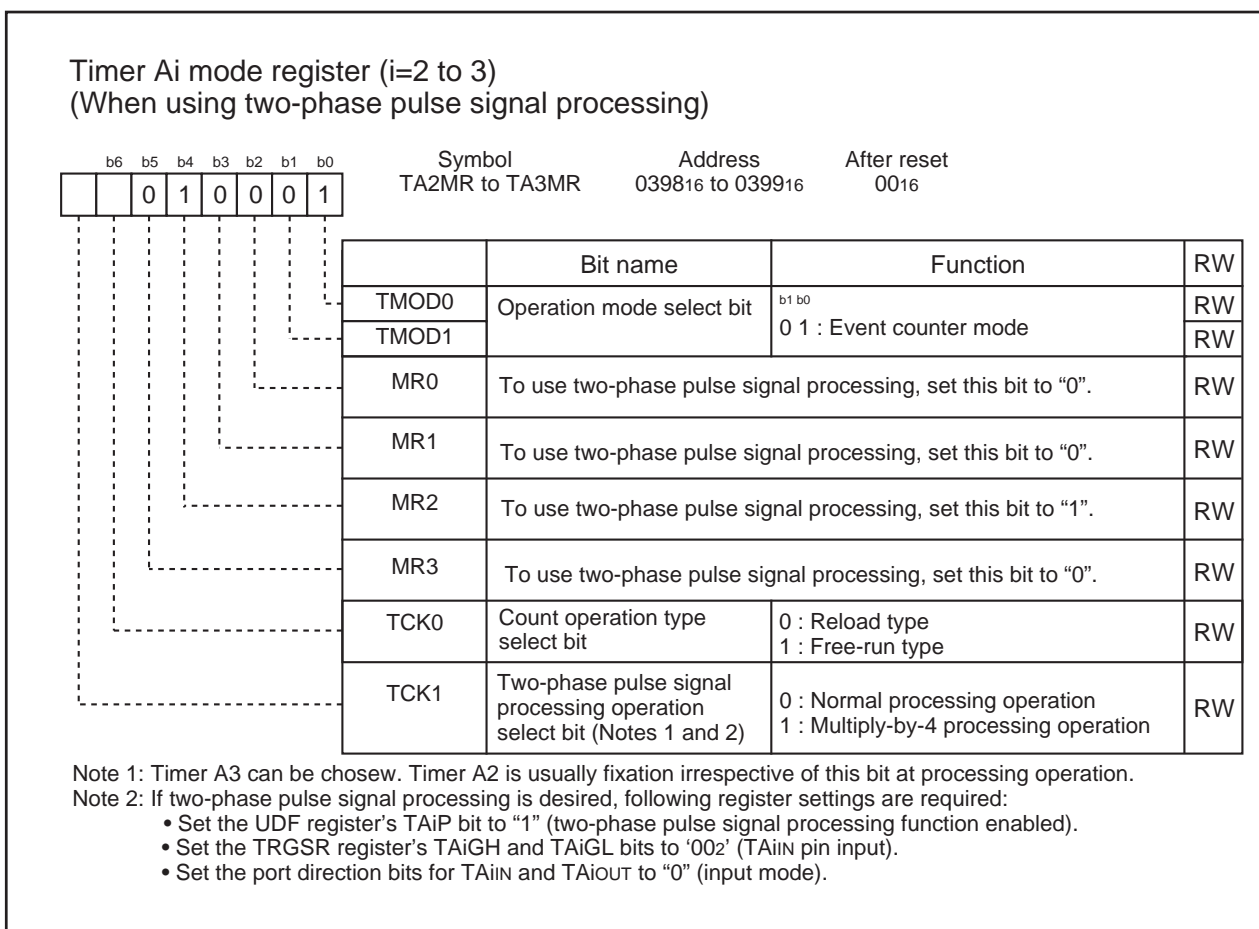 Timer Ai mode register (i=2 to 3)
(When using two-phase pulse signal processing)
b6 b5 b4 b3 b2 b1 b0
0 1 0 0 0 1
Symbol Address After reset
TA2MR to TA3MR 039816 to 039916 0016
Bit name Function RW
TMOD0 Operation mode select bit b1 b0 RW
TMOD1 0 1 : Event counter mode RW
MR0 To use two-phase pulse signal processing, set this bit to “0”. RW
MR1 To use two-phase pulse signal processing, set this bit to “0”. RW
MR2 To use two-phase pulse signal processing, set this bit to “1”. RW
MR3 To use two-phase pulse signal processing, set this bit to “0”. RW
TCK0 Count operation type 0 : Reload type RW
select bit 1 : Free-run type
TCK1 Two-phase pulse signal
processing operation 0 : Normal processing operation RW
select bit (Notes 1 and 2) 1 : Multiply-by-4 processing operation
Note 1: Timer A3 can be chosew. Timer A2 is usually fixation irrespective of this bit at processing operation.
Note 2: If two-phase pulse signal processing is desired, following register settings are required:
• Set the UDF register’s TAiP bit to “1” (two-phase pulse signal processing function enabled).
• Set the TRGSR register’s TAiGH and TAiGL bits to ‘002’ (TAiIN pin input).
• Set the port direction bits for TAiIN and TAiOUT to “0” (input mode).